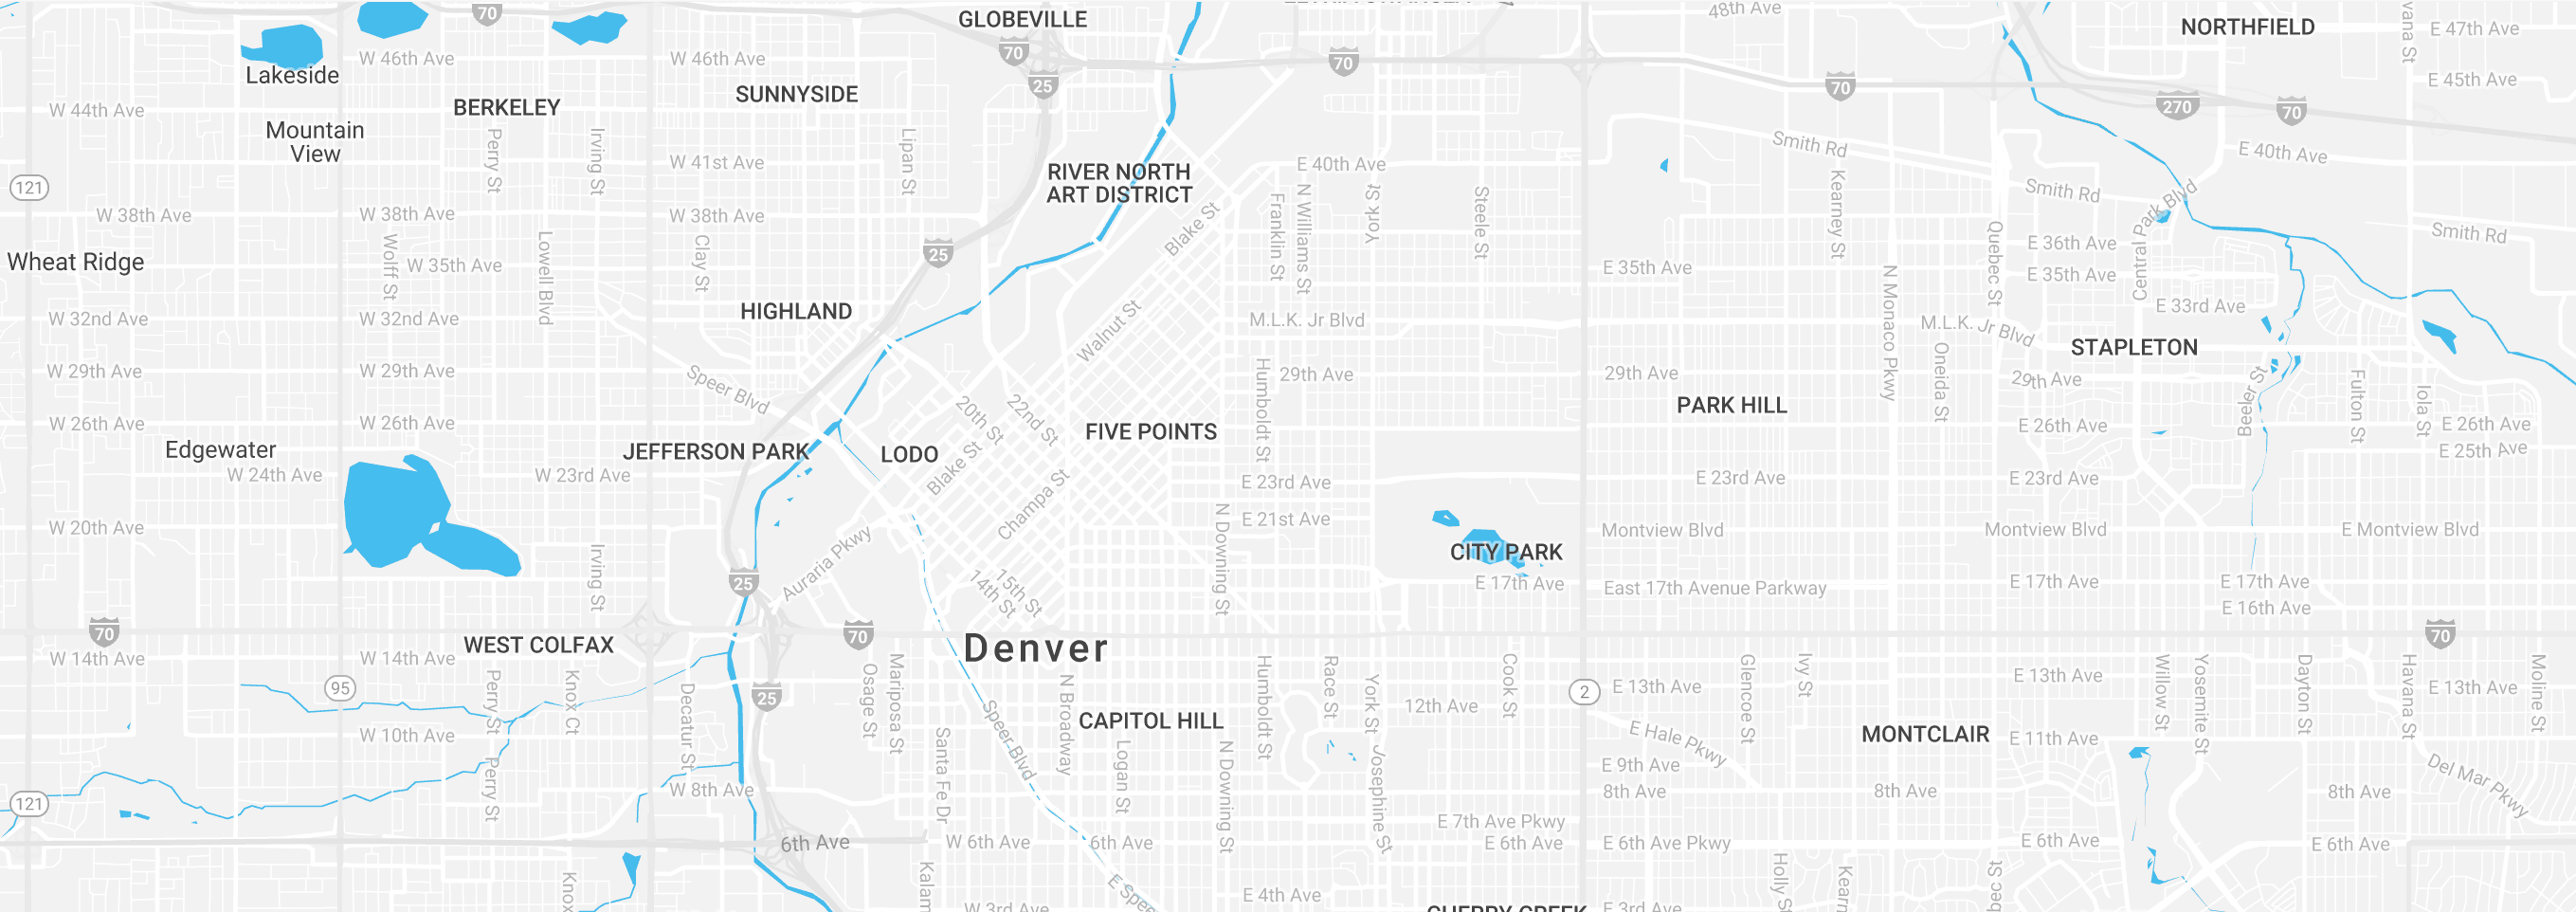 70
GLOBEVILLE
48th Ave
NORTHFIELD
E 47th Ave
Lakeside
W 46th Ave
W 46th Ave
70
25
70
70
270
70
E 45th Ave
BERKELEY
SUNNYSIDE
W 44th Ave
Mountain
View
Perry St
Irving St
W 41st Ave
Lipan St
RIVER NORTH
ART DISTRICT
E 40th Ave
Smith Rd
E 40th Ave
121
W 38th Ave
W 38th Ave
W 38th Ave
Blake St
Franklin St
N Williams St
York St
Steele St
Kearney St
Smith Rd
Central Park Blvd
Smith Rd
Wheat Ridge
Wolff St
W 35th Ave
Lowell Blvd
Clay St
25
E 35th Ave
N Monaco Pkwy
Quebec St
E 36th Ave
E 35th Ave
E 33rd Ave
HIGHLAND
W 32nd Ave
W 32nd Ave
Walnut St
M.L.K. Jr Blvd
M.L.K. Jr Blvd
STAPLETON
W 29th Ave
W 29th Ave
Speer Blvd
Humboldt St
29th Ave
29th Ave
Oneida St
29th Ave
Beeler St
Fulton St
Iola St
PARK HILL
W 26th Ave
W 26th Ave
20th St
22nd St
FIVE POINTS
E 26th Ave
E 26th Ave
Edgewater
JEFFERSON PARK
LODO
E 25th Ave
W 24th Ave
W 23rd Ave
Blake St
Champa St
E 23rd Ave
E 23rd Ave
E 23rd Ave
W 20th Ave
N Downing St
E 21st Ave
Montview Blvd
Montview Blvd
E Montview Blvd
CITY PARK
Irving St
25
Auraria Pkwy
15th St
14th St
E 17th Ave
East 17th Avenue Parkway
E 17th Ave
E 17th Ave
E 16th Ave
70
WEST COLFAX
70
Denver
70
W 14th Ave
W 14th Ave
95
Perry St
Knox Ct
Decatur St
25
Osage St
Mariposa St
N Broadway
Humboldt St
Race St
York St
Cook St
2
E 13th Ave
Glencoe St
Ivy St
E 13th Ave
Willow St
Yosemite St
Dayton St
Havana St
E 13th Ave
Moline St
12th Ave
CAPITOL HILL
W 10th Ave
Speer Blvd
Santa Fe Dr
Logan St
N Downing St
Josephine St
E Hale Pkwy
MONTCLAIR
E 11th Ave
Perry St
E 9th Ave
Del Mar Pkwy
W 8th Ave
8th Ave
8th Ave
8th Ave
121
E 7th Ave Pkwy
6th Ave
W 6th Ave
6th Ave
E 6th Ave
E 6th Ave Pkwy
E 6th Ave
E 6th Ave
E 4th Ave
Holly St
W 3rd Ave
CHERRY CREEK
E 3rd Ave